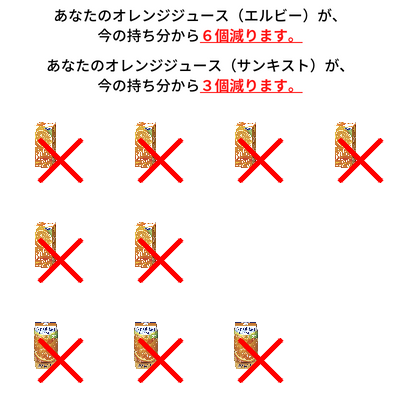 あなたのオレンジジュース（エルビー）が、
今の持ち分から６個減ります。
あなたのオレンジジュース（サンキスト）が、
今の持ち分から３個減ります。